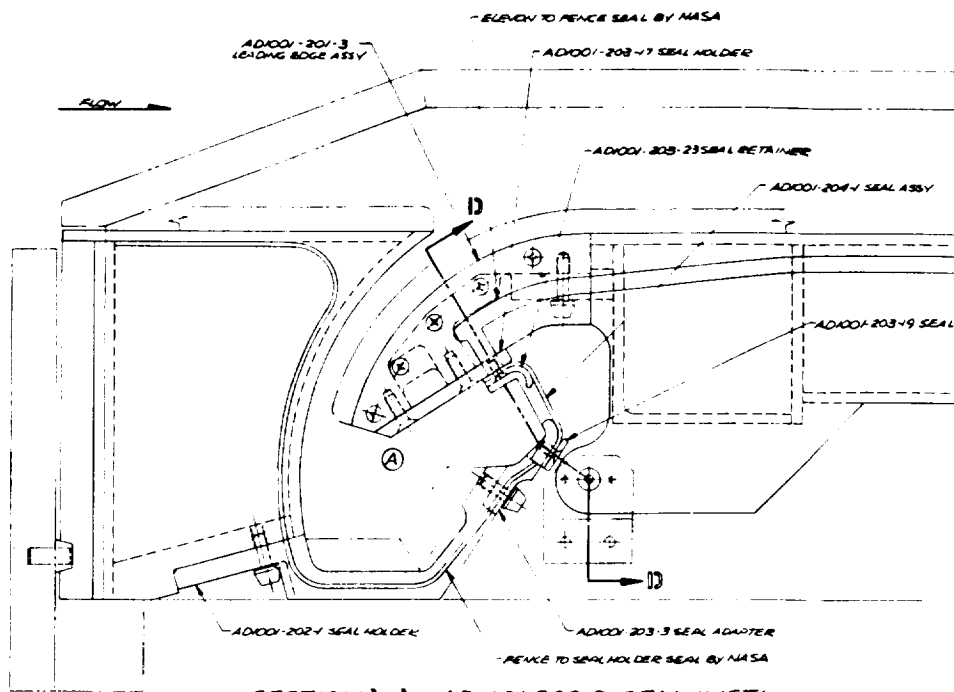 ELEVON TO FENCE SEAL BY NASA
AD1001-201-3
LEADING EDGE ASSY
AD1001-203-17 SEAL HOLDER
FLOW
AD1001-203-23 SEAL RETAINER
AD1001-204-1 SEAL ASSY
D
AD1001-203-19 SEAL
A
D
AD1001-202-1 SEAL HOLDER
AD1001-203-3 SEAL ADAPTER
FENCE TO SEAL HOLDER SEAL BY NASA